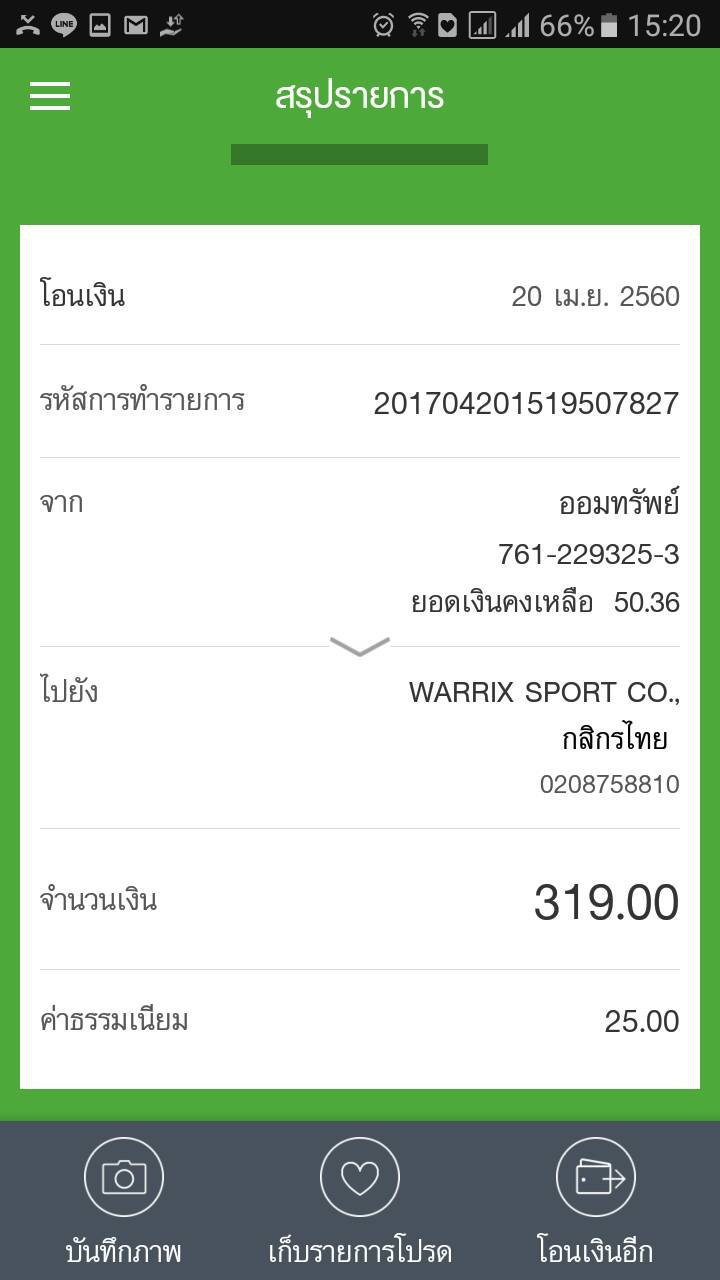 LINE
66%
15:20
สรุปรายการ
โอนเงิน 20 เม.ย. 2560
รหัสการทำรายการ 201704201519507827
จาก ออมทรัพย์
761-229325-3
ยอดเงินคงเหลือ 50.36
ไปยัง WARRIX SPORT CO.,
กสิกรไทย
0208758810
จำนวนเงิน 319.00
ค่าธรรมเนียม 25.00
บันทึกภาพ
เก็บรายการโปรด
โอนเงินอีก